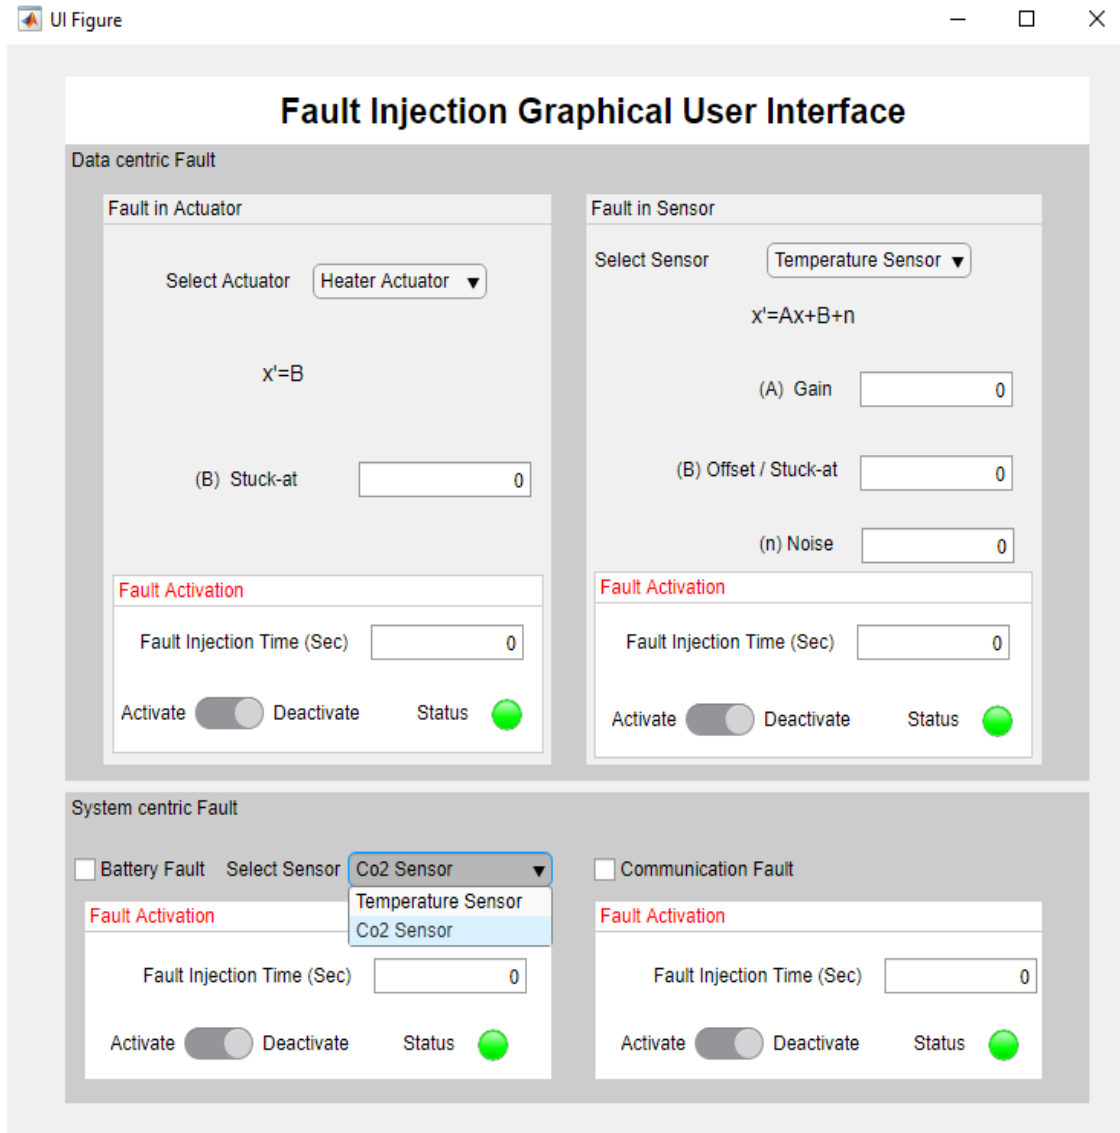 UI Figure
Fault Injection Graphical User Interface
Data centric Fault
Fault in Actuator
Select Actuator Heater Actuator
x'=B
(B) Stuck-at 0
Fault Activation
Fault Injection Time (Sec) 0
Activate Deactivate Status
Fault in Sensor
Select Sensor Temperature Sensor
x'=Ax+B+n
(A) Gain 0
(B) Offset / Stuck-at 0
(n) Noise 0
Fault Activation
Fault Injection Time (Sec) 0
Activate Deactivate Status
System centric Fault
Battery Fault Select Sensor Co2 Sensor
Temperature Sensor
Co2 Sensor
Fault Activation
Fault Injection Time (Sec) 0
Activate Deactivate Status
Communication Fault
Fault Activation
Fault Injection Time (Sec) 0
Activate Deactivate Status